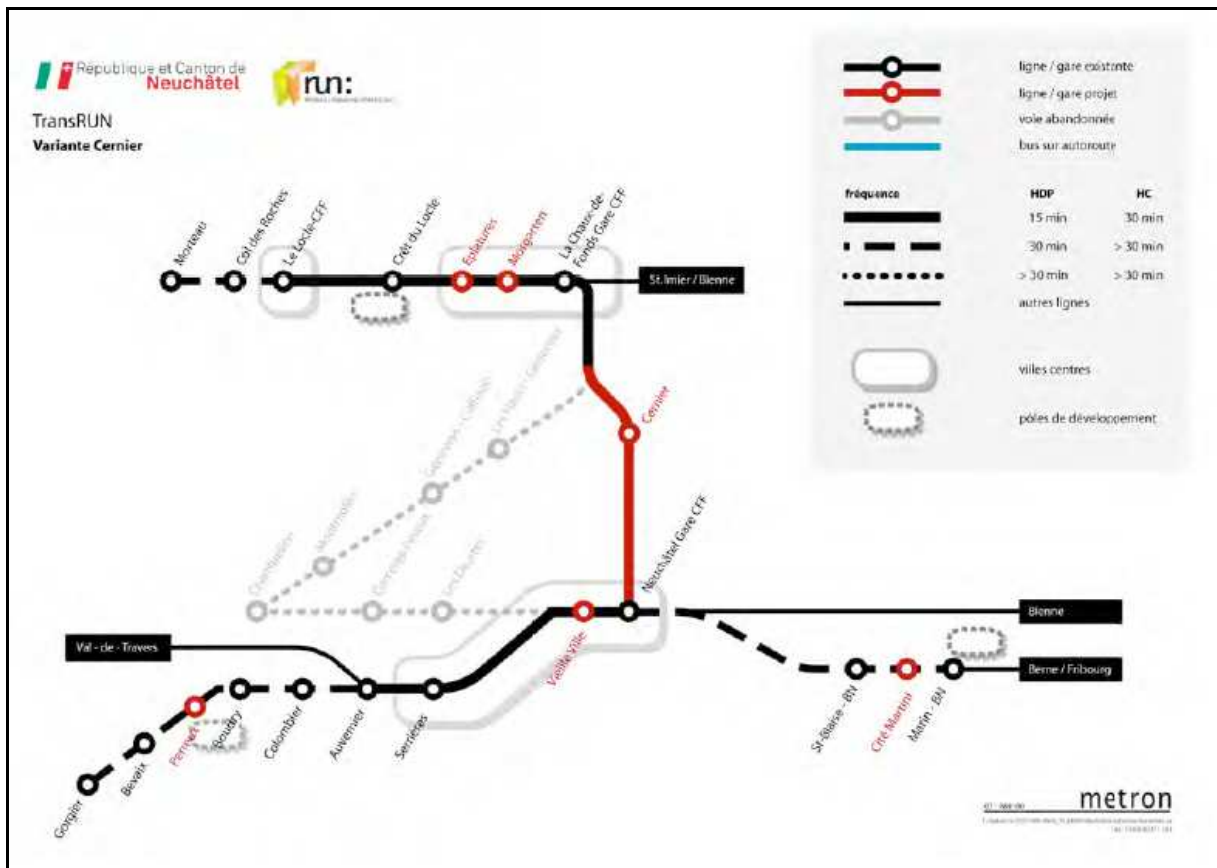 République et Canton de
Neuchâtel
run:
TransRUN
Variante Cernier
ligne / gare existante
ligne / gare projet
voie abandonnée
bus sur autoroute
fréquence HDP HC
15 min 30 min
30 min > 30 min
> 30 min > 30 min
autres lignes
villes centres
pôles de développement
Morteau
Col des Roches
Le Locle-CFF
Crêt du Locle
Eplatures
Morgarten
La Chaux-de-
Fonds Gare CFF
St. Imier / Bienne
Cernier
Neuchâtel Gare CFF
Vieille Ville
Bienne
Val - de - Travers
Berne / Fribourg
Gorgier
Bevaix
Perreux
Boudry
Colombier
Auvernier
Serrières
St-Blaise - BN
Cité Martini
Marin - BN
metron